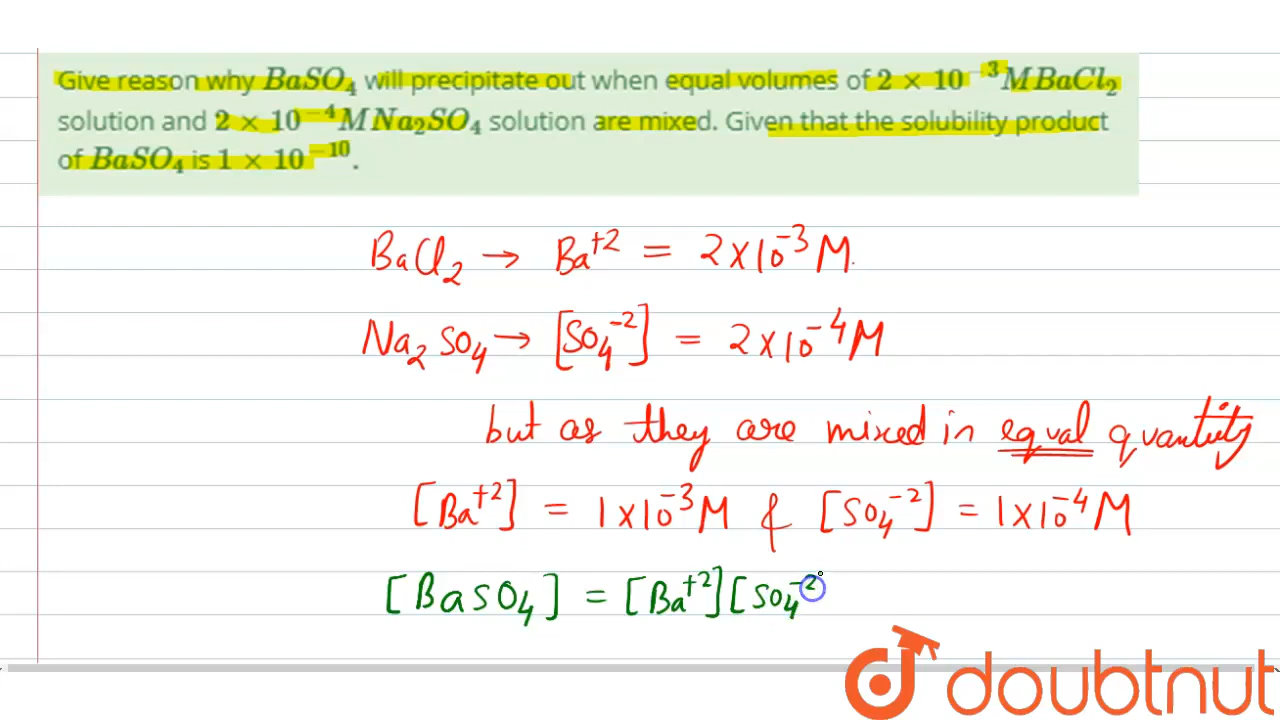 Give reason why BaSO₄ will precipitate out when equal volumes of 2 × 10⁻³ M BaCl₂
solution and 2 × 10⁻⁴ M Na₂SO₄ solution are mixed. Given that the solubility product
of BaSO₄ is 1 × 10⁻¹⁰.
BaCl₂ → Ba⁺² = 2×10⁻³ M.
Na₂SO₄ → [SO₄⁻²] = 2×10⁻⁴ M
but as they are mixed in equal quantity
[Ba⁺²] = 1×10⁻³ M & [SO₄⁻²] = 1×10⁻⁴ M
[BaSO₄] = [Ba⁺²][SO₄⁻²
doubtnut